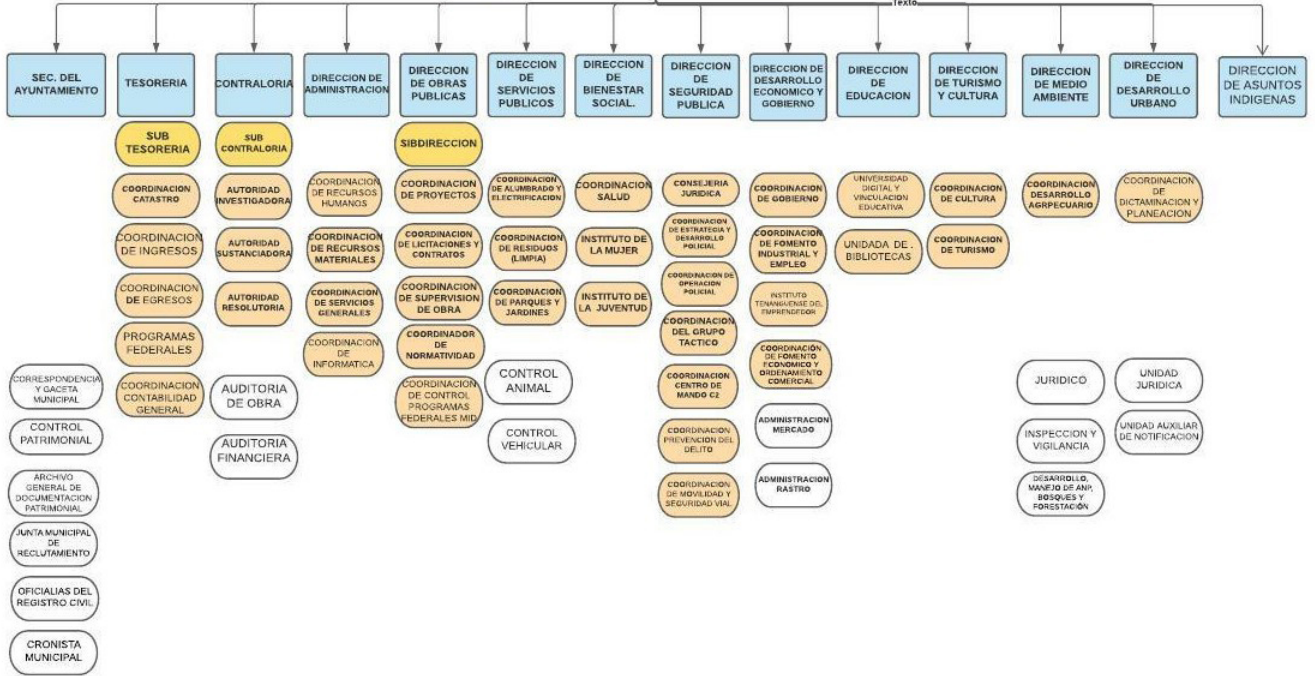 Texto
SEC. DEL
AYUNTAMIENTO
TESORERIA
CONTRALORIA
DIRECCION DE
ADMINISTRACION
DIRECCION
DE OBRAS
PUBLICAS
DIRECCION
DE
SERVICIOS
PUBLICOS
DIRECCION
DE
BIENESTAR
SOCIAL.
DIRECCION
DE
SEGURIDAD
PUBLICA
DIRECCION DE
DESARROLLO
ECONOMICO Y
GOBIERNO
DIRECCION
DE
EDUCACION
DIRECCION
DE TURISMO
Y CULTURA
DIRECCION
DE MEDIO
AMBIENTE
DIRECCION
DE
DESARROLLO
URBANO
DIRECCION
DE ASUNTOS
INDIGENAS
SUB
TESORERIA
SUB
CONTRALORIA
SIBDIRECCION
CORRESPONDENCIA
Y GACETA
MUNICIPAL
CONTROL
PATRIMONIAL
ARCHIVO
GENERAL DE
DOCUMENTACION
PATRIMONIAL
JUNTA MUNICIPAL
DE
RECLUTAMIENTO
OFICIALIAS DEL
REGISTRO CIVIL
CRONISTA
MUNICIPAL
COORDINACION
CATASTRO
COORDINACION
DE INGRESOS
COORDINACION
DE EGRESOS
PROGRAMAS
FEDERALES
COORDINACION
CONTABILIDAD
GENERAL
AUTORIDAD
INVESTIGADORA
AUTORIDAD
SUSTANCIADORA
AUTORIDAD
RESOLUTORIA
AUDITORIA
DE OBRA
AUDITORIA
FINANCIERA
COORDINACION
DE RECURSOS
HUMANOS
COORDINACION
DE RECURSOS
MATERIALES
COORDINACION
DE SERVICIOS
GENERALES
COORDINACION
DE
INFORMATICA
COORDINACION
DE PROYECTOS
COORDINACION
DE LICITACIONES Y
CONTRATOS
COORDINACION
DE SUPERVISION
DE OBRA
COORDINADOR
DE
NORMATIVIDAD
COORDINACION
DE CONTROL
PROGRAMAS
FEDERALES MID
COORDINACION
DE ALUMBRADO Y
ELECTRIFICACION
COORDINACION
DE RESIDUOS
(LIMPIA)
COORDINACION
DE PARQUES Y
JARDINES
CONTROL
ANIMAL
CONTROL
VEHICULAR
COORDINACION
SALUD
INSTITUTO DE
LA MUJER
INSTITUTO DE
LA JUVENTUD
CONSEJERIA
JURIDICA
COORDINACION
DE ESTRATEGIA Y
DESARROLLO
POLICIAL
COORDINACION DE
OPERACION
POLICIAL
COORDINACION
DEL GRUPO
TACTICO
COORDINACION
CENTRO DE
MANDO C2
COORDINACION
PREVENCION DEL
DELITO
COORDINACION
DE MOVILIDAD Y
SEGURIDAD VIAL
COORDINACION
DE GOBIERNO
COORDINACION
DE FOMENTO
INDUSTRIAL Y
EMPLEO
INSTITUTO
TENANGUENSE DEL
EMPRENDEDOR
COORDINACIÓN
DE FOMENTO
ECONOMICO Y
ORDENAMIENTO
COMERCIAL
ADMINISTRACION
MERCADO
ADMINISTRACION
RASTRO
UNIVERSIDAD
DIGITAL Y
VINCULACION
EDUCATIVA
UNIDADA DE .
BIBLIOTECAS
COORDINACION
DE CULTURA
COORDINACION
DE TURISMO
COORDINACION
DESARROLLO
AGRPECUARIO
JURIDICO
INSPECCION Y
VIGILANCIA
DESARROLLO,
MANEJO DE ANP,
BOSQUES Y
FORESTACIÓN
COORDINACION
DE
DICTAMINACION Y
PLANEACION
UNIDAD
JURIDICA
UNIDAD AUXILIAR
DE NOTIFICACION